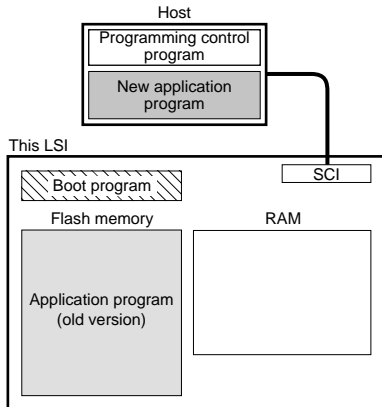 Host
Programming control
program
New application
program
This LSI
SCI
Boot program
Flash memory
RAM
Application program
(old version)